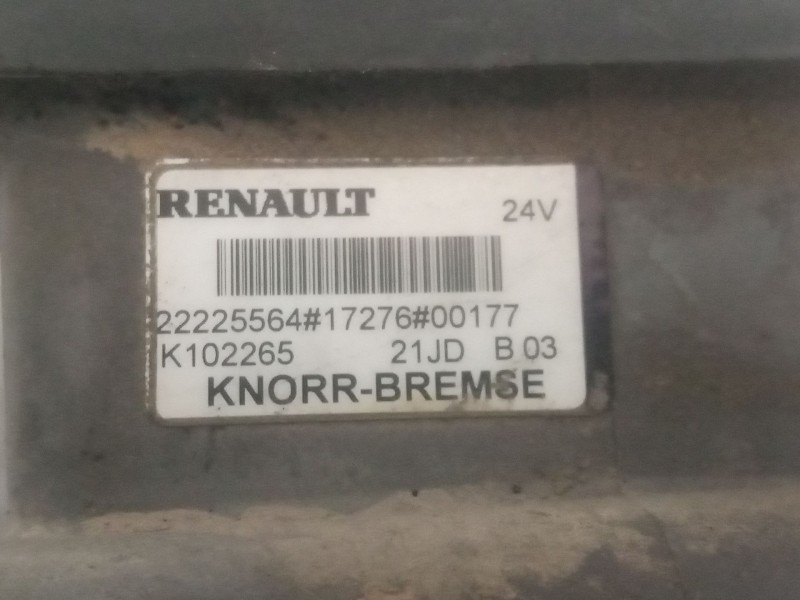 RENAULT 24V
22225564#17276#00177
K102265 21JD B 03
KNORR-BREMSE